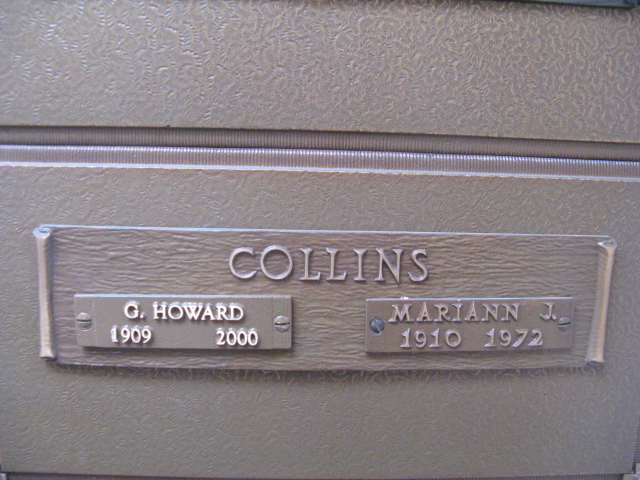 COLLINS
G. HOWARD
1909 2000
MARIANN J.
1910 1972